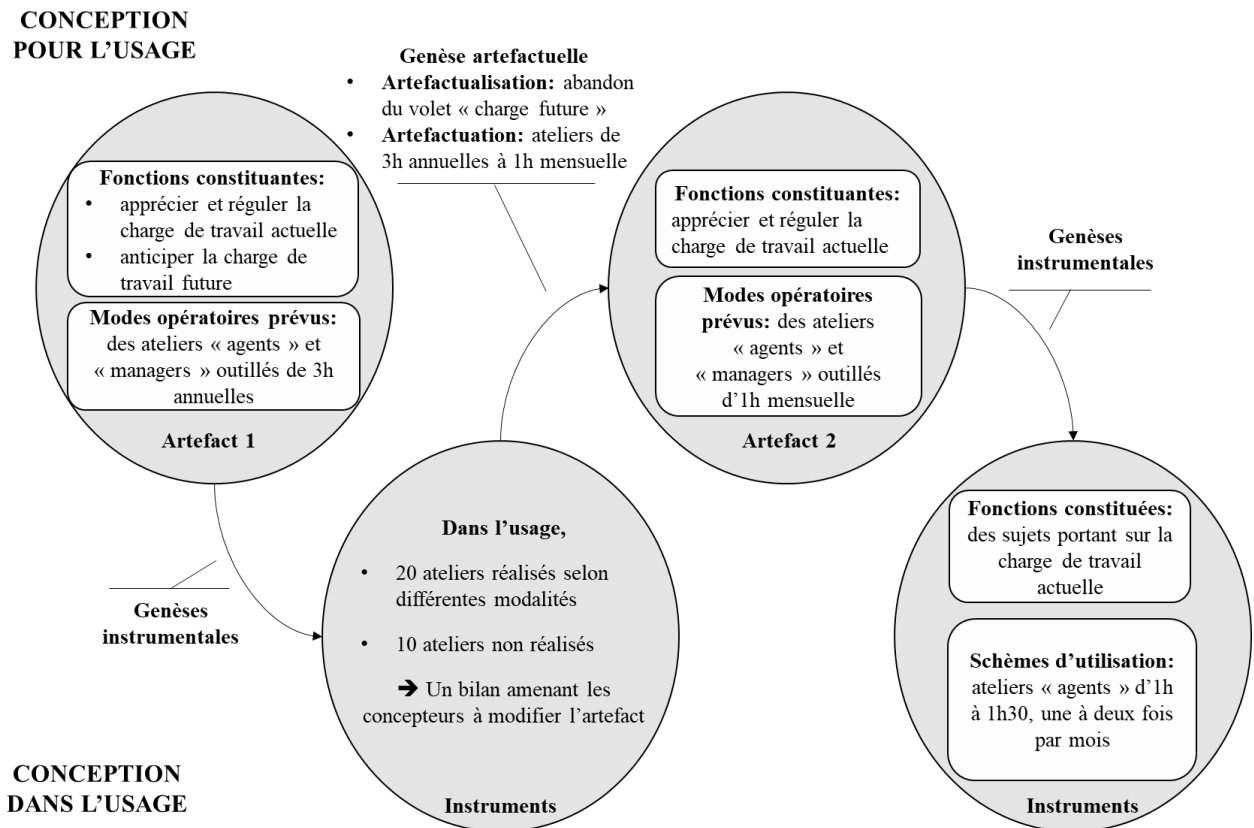 CONCEPTION
POUR L’USAGE
Genèse artefactuelle
• Artefactualisation: abandon
du volet « charge future »
• Artefactuation: ateliers de
3h annuelles à 1h mensuelle
Fonctions constituantes:
• apprécier et réguler la
charge de travail actuelle
• anticiper la charge de
travail future
Modes opératoires prévus:
des ateliers « agents » et
« managers » outillés de 3h
annuelles
Artefact 1
Fonctions constituantes:
apprécier et réguler la
charge de travail actuelle
Modes opératoires
prévus: des ateliers
« agents » et
« managers » outillés
d’1h mensuelle
Artefact 2
Genèses
instrumentales
Genèses
instrumentales
Dans l’usage,
• 20 ateliers réalisés selon
différentes modalités
• 10 ateliers non réalisés
➔ Un bilan amenant les
concepteurs à modifier l’artefact
Instruments
Fonctions constituées:
des sujets portant sur la
charge de travail
actuelle
Schèmes d’utilisation:
ateliers « agents » d’1h
à 1h30, une à deux fois
par mois
Instruments
CONCEPTION
DANS L’USAGE